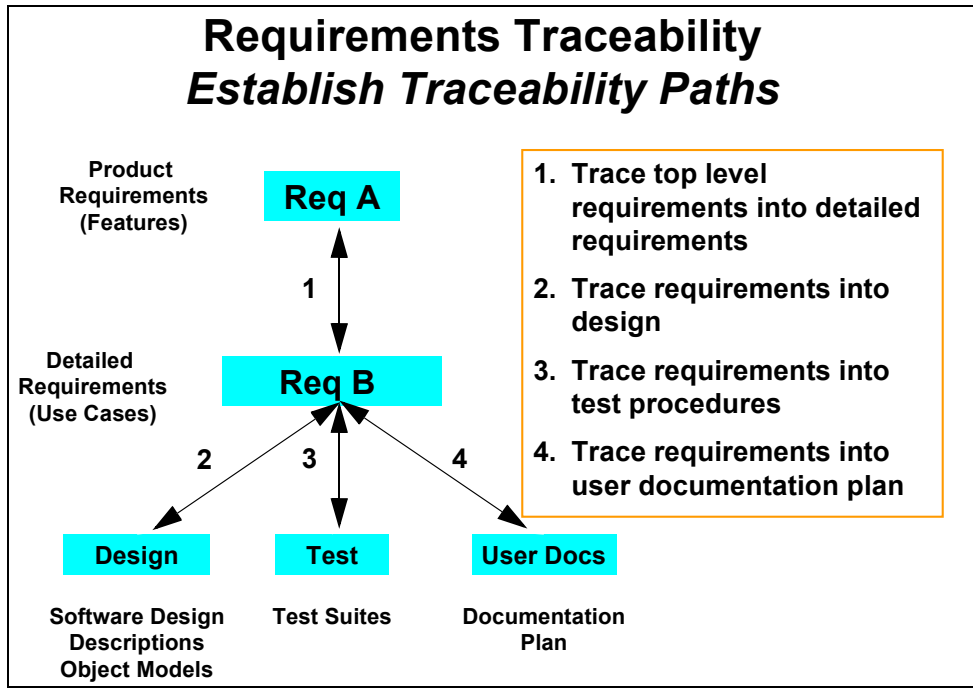 Requirements Traceability
Establish Traceability Paths
Product
Requirements
(Features)
Req A
1
Detailed
Requirements
(Use Cases)
Req B
2
3
4
Design
Test
User Docs
Software Design
Descriptions
Object Models
Test Suites
Documentation
Plan
1. Trace top level
requirements into detailed
requirements
2. Trace requirements into
design
3. Trace requirements into
test procedures
4. Trace requirements into
user documentation plan